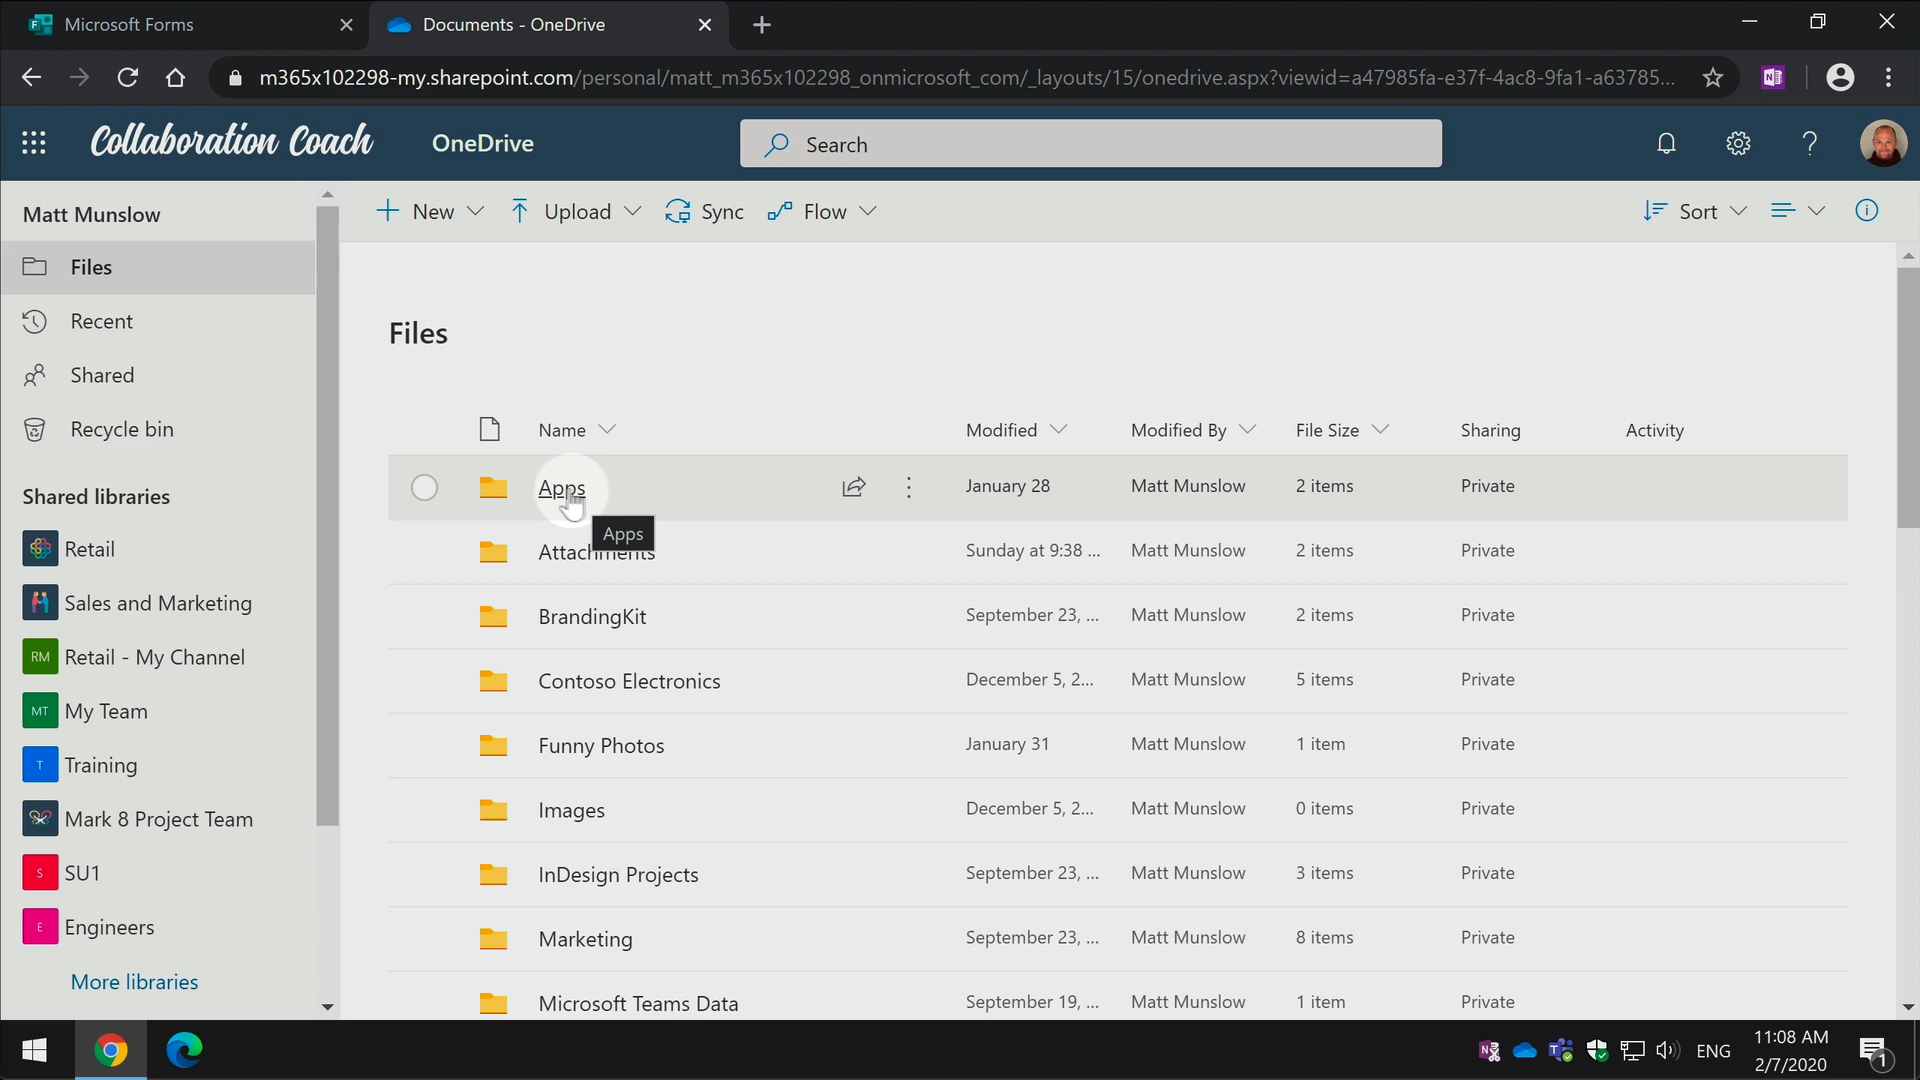 Microsoft Forms
Documents - OneDrive
m365x102298-my.sharepoint.com/personal/matt_m365x102298_onmicrosoft_com/_layouts/15/onedrive.aspx?viewid=a47985fa-e37f-4ac8-9fa1-a63785...
Collaboration Coach
OneDrive
Search
Matt Munslow
New
Upload
Sync
Flow
Sort
Files
Recent
Shared
Recycle bin
Shared libraries
Retail
Sales and Marketing
RM Retail - My Channel
MT My Team
T Training
Mark 8 Project Team
S SU1
E Engineers
More libraries
Files
Name Modified Modified By File Size Sharing Activity
Apps January 28 Matt Munslow 2 items Private
Apps
Attachments Sunday at 9:38 ... Matt Munslow 2 items Private
BrandingKit September 23, ... Matt Munslow 2 items Private
Contoso Electronics December 5, 2... Matt Munslow 5 items Private
Funny Photos January 31 Matt Munslow 1 item Private
Images December 5, 2... Matt Munslow 0 items Private
InDesign Projects September 23, ... Matt Munslow 3 items Private
Marketing September 23, ... Matt Munslow 8 items Private
Microsoft Teams Data September 19, ... Matt Munslow 1 item Private
ENG
11:08 AM
2/7/2020
1